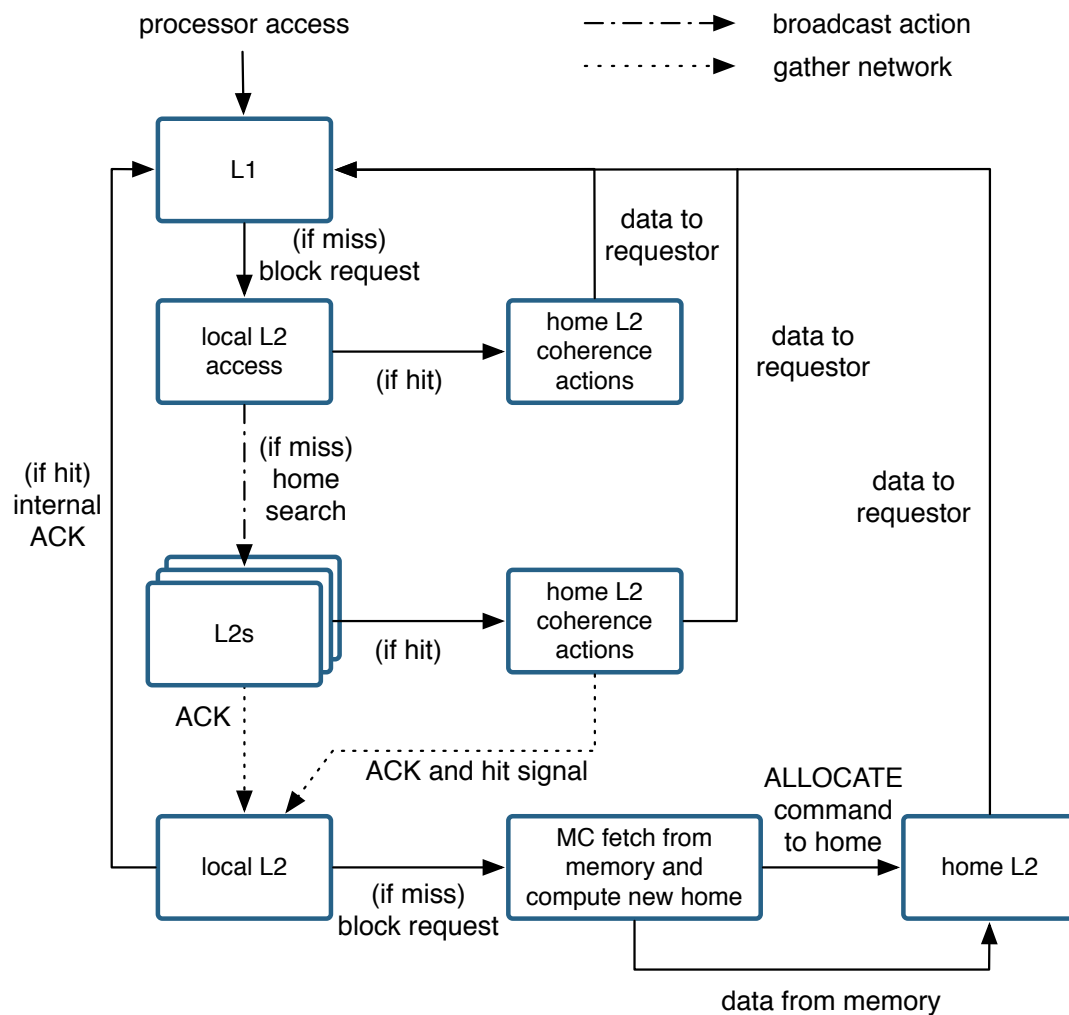 processor access
broadcast action
gather network
L1
(if miss)
block request
data to
requestor
local L2
access
(if hit)
home L2
coherence
actions
data to
requestor
(if miss)
home
search
(if hit)
internal
ACK
data to
requestor
L2s
(if hit)
home L2
coherence
actions
ACK
ACK and hit signal
ALLOCATE
command
to home
local L2
(if miss)
block request
MC fetch from
memory and
compute new home
home L2
data from memory